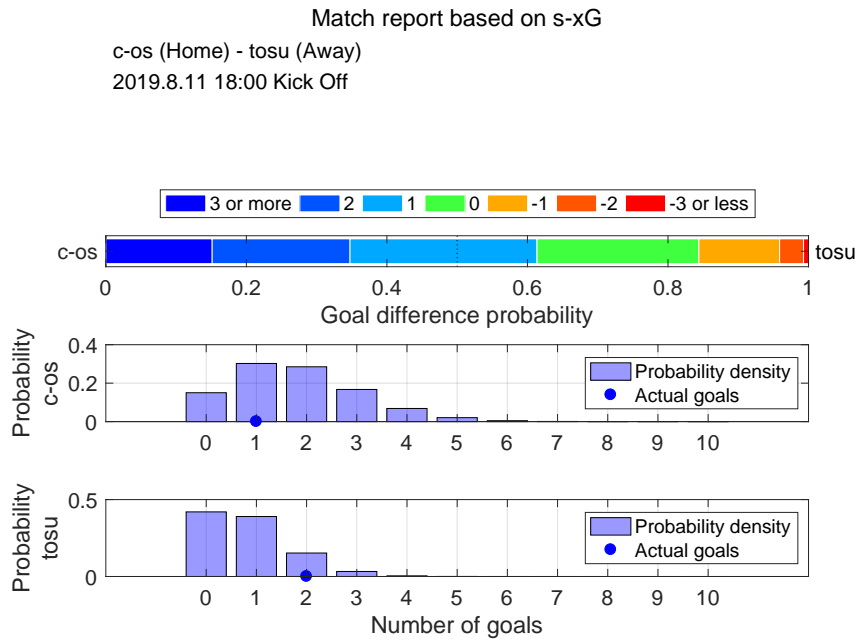 Match report based on s-xG
c-os (Home) - tosu (Away)
2019.8.11 18:00 Kick Off
3 or more 2 1 0 -1 -2 -3 or less
c-os tosu
0 0.2 0.4 0.6 0.8 1
Goal difference probability
Probability
c-os
0.4
0.2
0
Probability density
Actual goals
0 1 2 3 4 5 6 7 8 9 10
Probability
tosu
0.5
0
Probability density
Actual goals
0 1 2 3 4 5 6 7 8 9 10
Number of goals